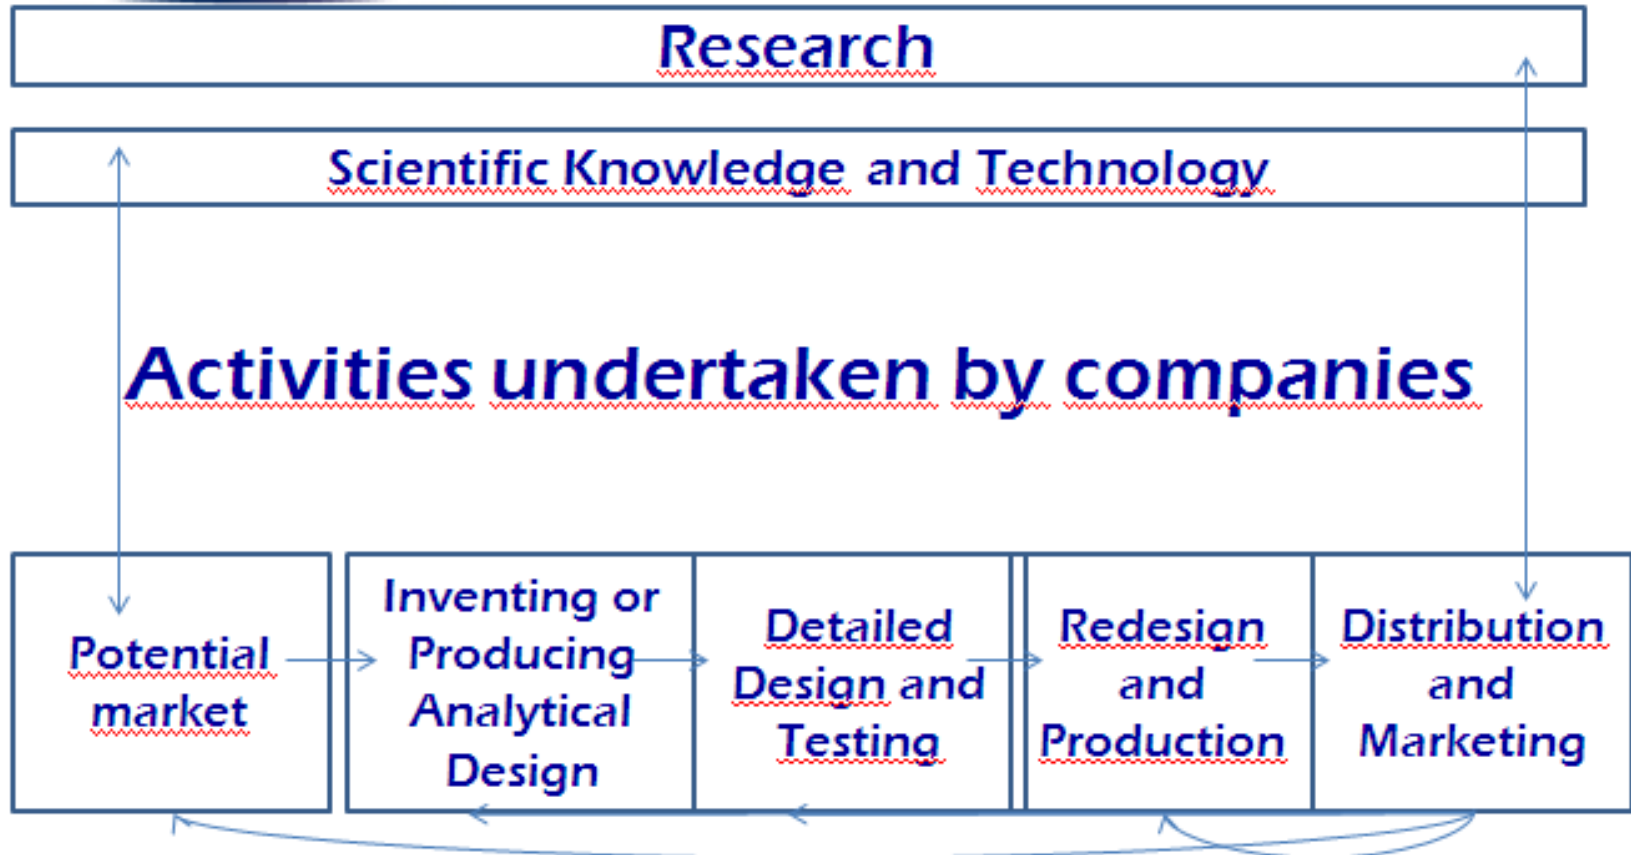 Research
Scientific Knowledge and Technology
Activities undertaken by companies
Potential
market
Inventing or
Producing
Analytical
Design
Detailed
Design and
Testing
Redesign
and
Production
Distribution
and
Marketing